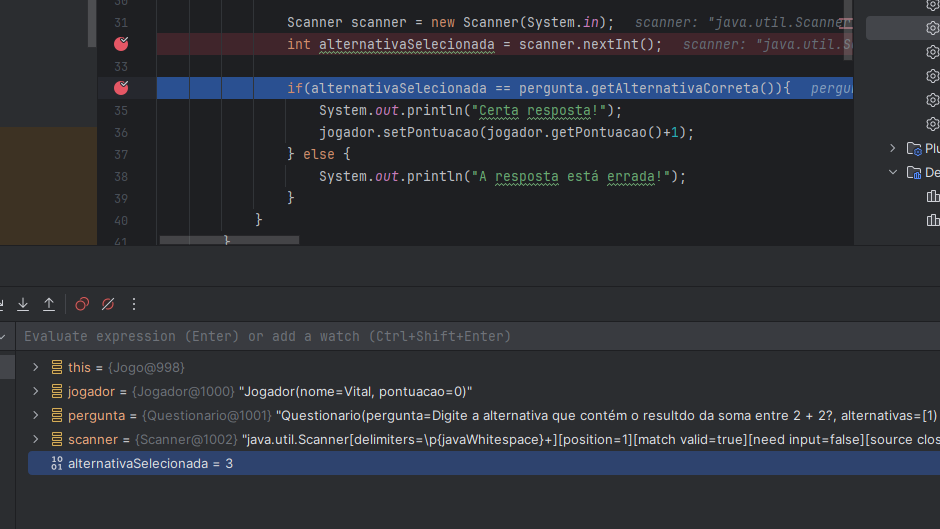 31 Scanner scanner = new Scanner(System.in); scanner: "java.util.Scanner
int alternativaSelecionada = scanner.nextInt(); scanner: "java.util.Sc
33
if(alternativaSelecionada == pergunta.getAlternativaCorreta()){ pergu
35 System.out.println("Certa resposta!");
36 jogador.setPontuacao(jogador.getPontuacao()+1);
37 } else {
38 System.out.println("A resposta está errada!");
39 }
40 }
41 }
Plu
De
Evaluate expression (Enter) or add a watch (Ctrl+Shift+Enter)
this = {Jogo@998}
jogador = {Jogador@1000} "Jogador(nome=Vital, pontuacao=0)"
pergunta = {Questionario@1001} "Questionario(pergunta=Digite a alternativa que contém o resultdo da soma entre 2 + 2?, alternativas=[1)
scanner = {Scanner@1002} "java.util.Scanner[delimiters=\p{javaWhitespace}+][position=1][match valid=true][need input=false][source clos
alternativaSelecionada = 3